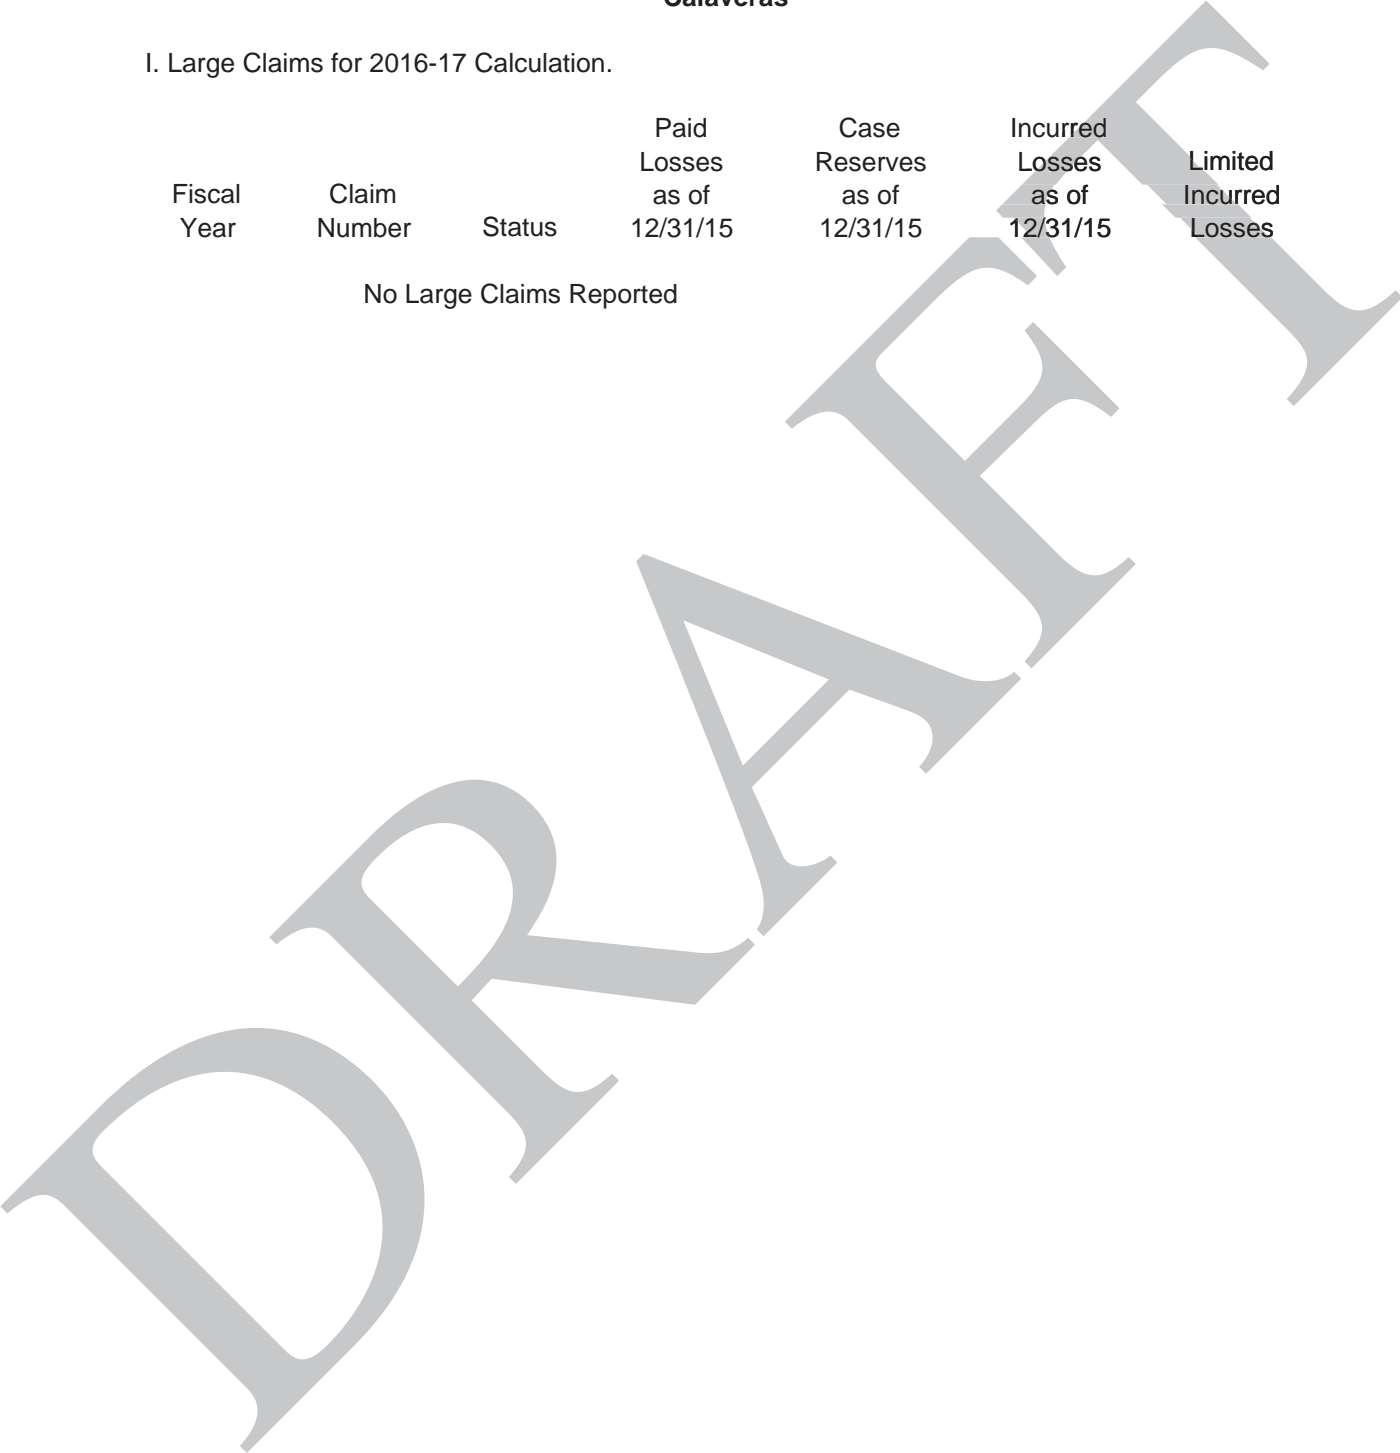 Calaveras
I. Large Claims for 2016-17 Calculation.
Paid Case Incurred
Losses Reserves Losses Limited
Fiscal Claim as of as of as of Incurred
Year Number Status 12/31/15 12/31/15 12/31/15 Losses
No Large Claims Reported
DRAFT